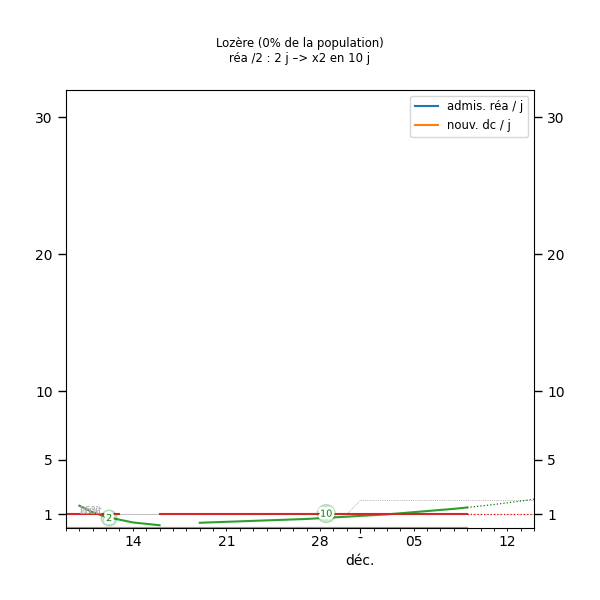 Lozère (0% de la population)
réa /2 : 2 j –> x2 en 10 j
admis. réa / j
nouv. dc / j
30 30
20 20
10 10
5 5
1 1
2
10
14 21 28 - 05 12
déc.